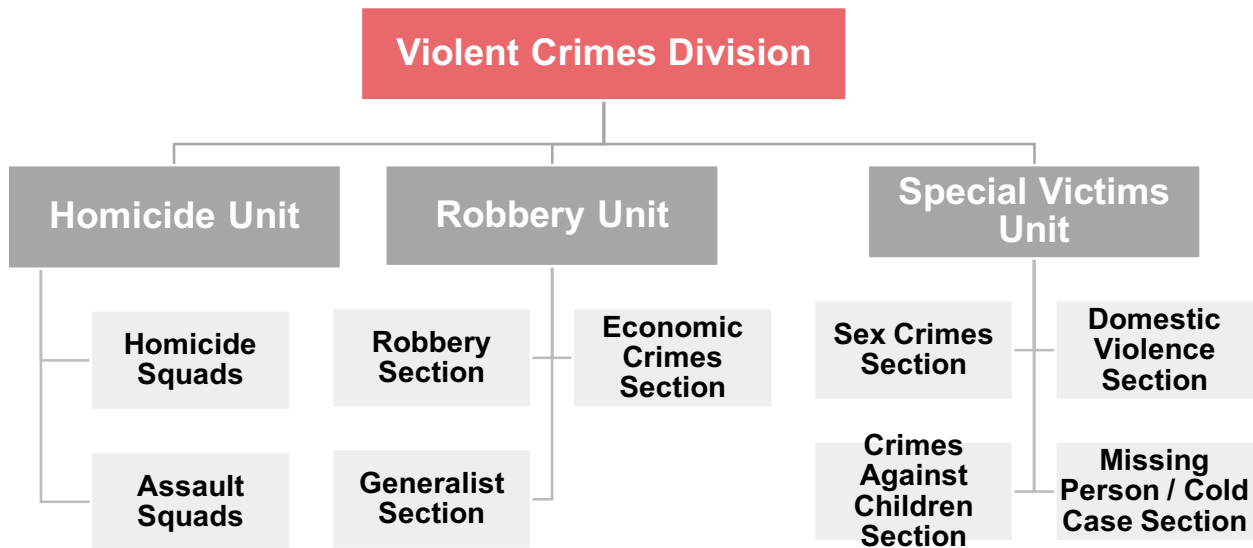 Violent Crimes Division
Homicide Unit
Robbery Unit
Special Victims
Unit
Homicide
Squads
Assault
Squads
Robbery
Section
Economic
Crimes
Section
Generalist
Section
Sex Crimes
Section
Domestic
Violence
Section
Crimes
Against
Children
Section
Missing
Person / Cold
Case Section